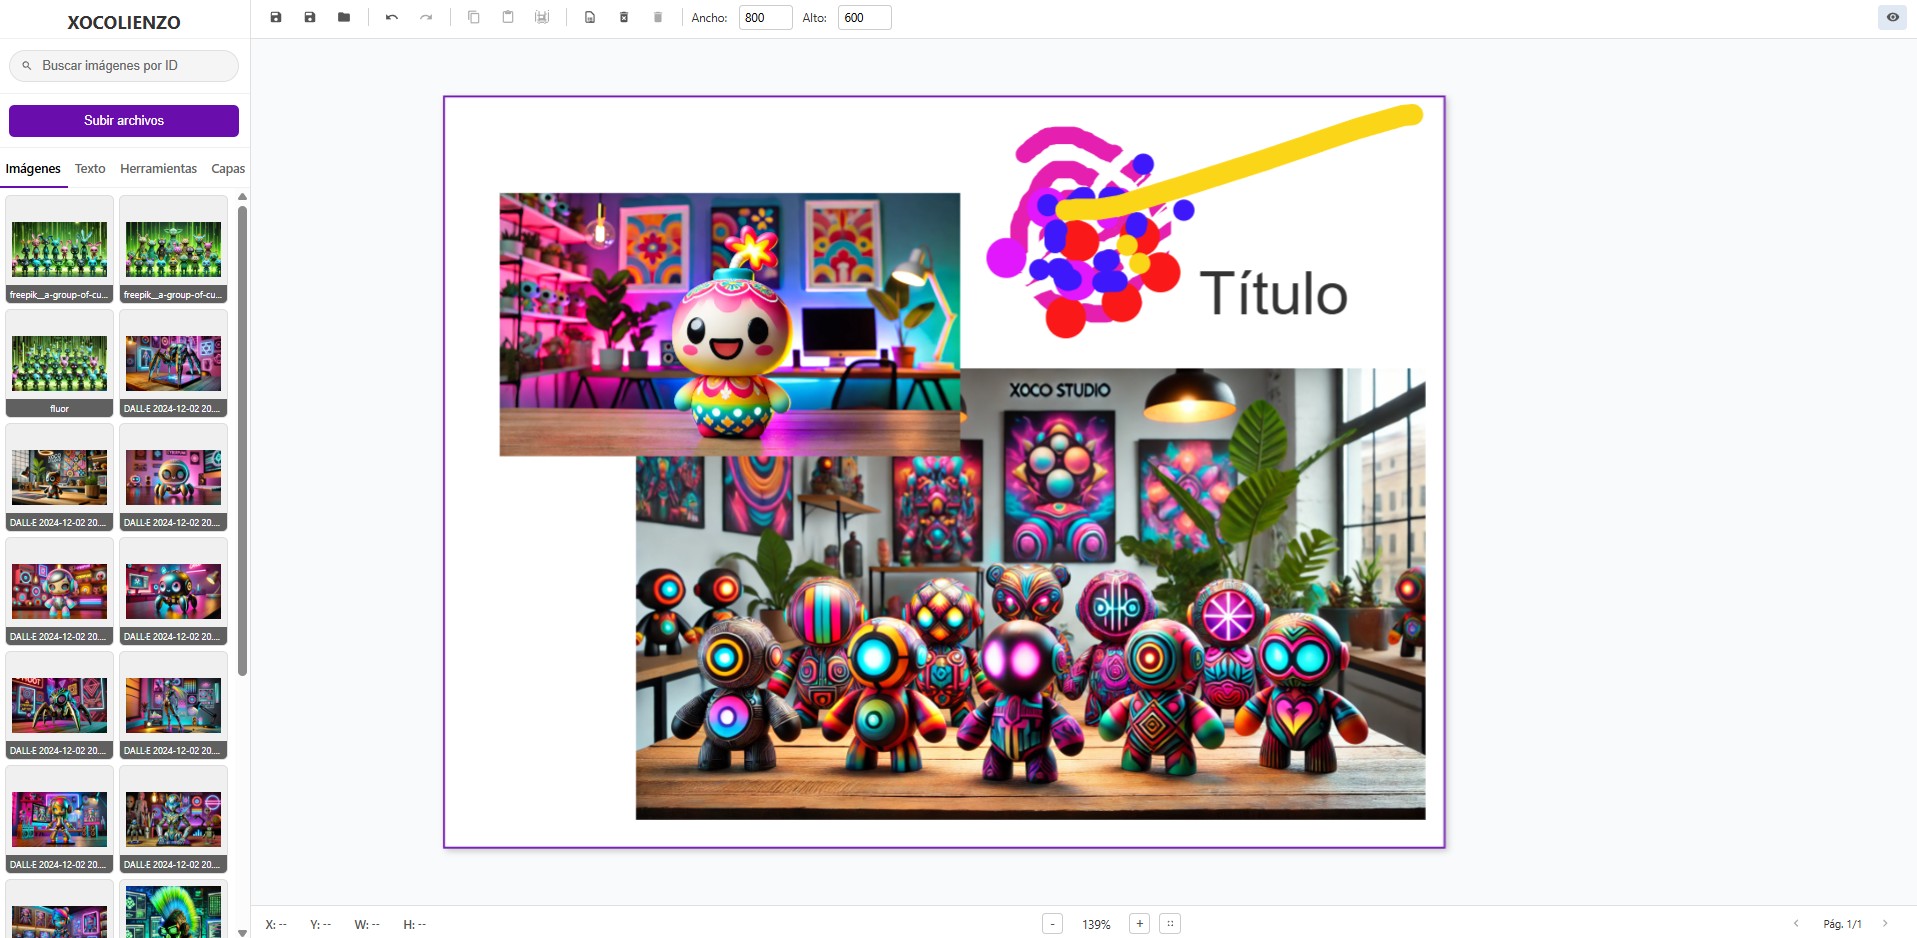 XOCOLIENZO
Ancho: 800 Alto: 600
Buscar imágenes por ID
Subir archivos
Imágenes Texto Herramientas Capas
freepik__a-group-of-cu... freepik__a-group-of-cu...
fluor DALL·E 2024-12-02 20....
DALL·E 2024-12-02 20.... DALL·E 2024-12-02 20....
DALL·E 2024-12-02 20.... DALL·E 2024-12-02 20....
DALL·E 2024-12-02 20.... DALL·E 2024-12-02 20....
DALL·E 2024-12-02 20.... DALL·E 2024-12-02 20....
Título
XOCO STUDIO
X: -- Y: -- W: -- H: --
- 139% +
Pág. 1/1